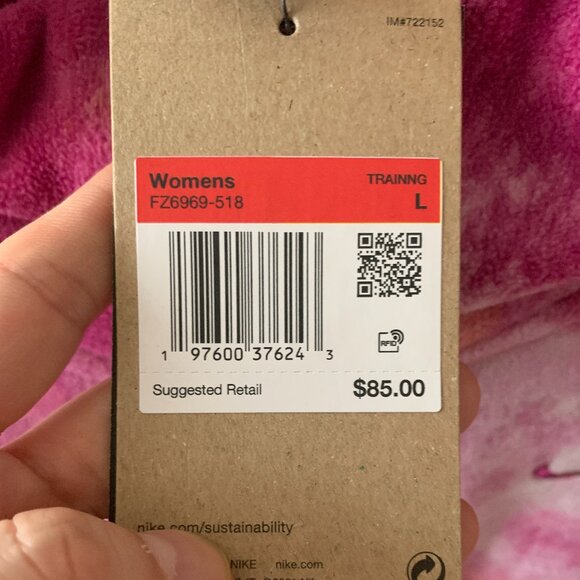 IM#722152
Womens
TRAINNG
FZ6969-518
L
1 97600 37624 3
RFID
Suggested Retail
$85.00
nike.com/sustainability
NIKE nike.com